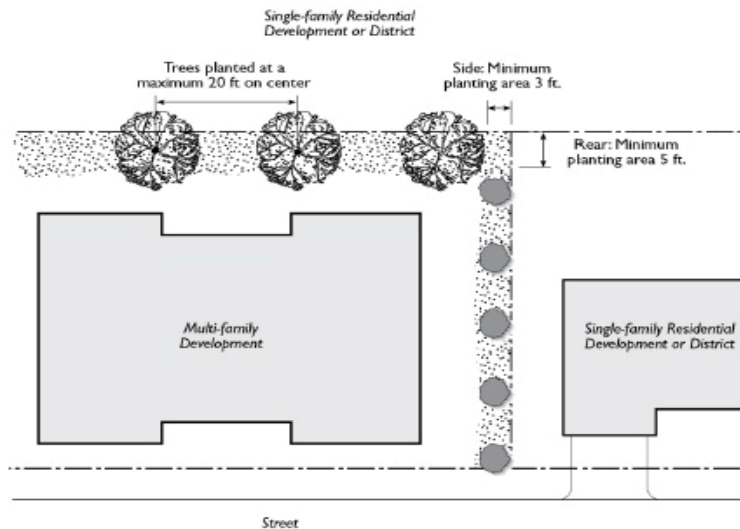 Single-family Residential
Development or District
Trees planted at a
maximum 20 ft on center
Side: Minimum
planting area 3 ft.
Rear: Minimum
planting area 5 ft.
Multi-family
Development
Single-family Residential
Development or District
Street